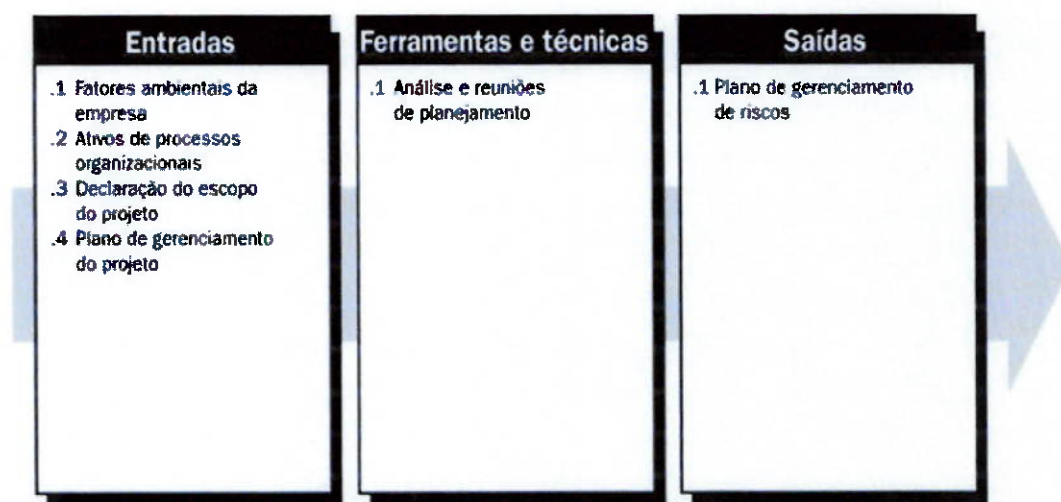 Entradas
.1 Fatores ambientais da
empresa
.2 Ativos de processos
organizacionais
.3 Declaração do escopo
do projeto
.4 Plano de gerenciamento
do projeto
Ferramentas e técnicas
.1 Análise e reuniões
de planejamento
Saídas
.1 Plano de gerenciamento
de riscos